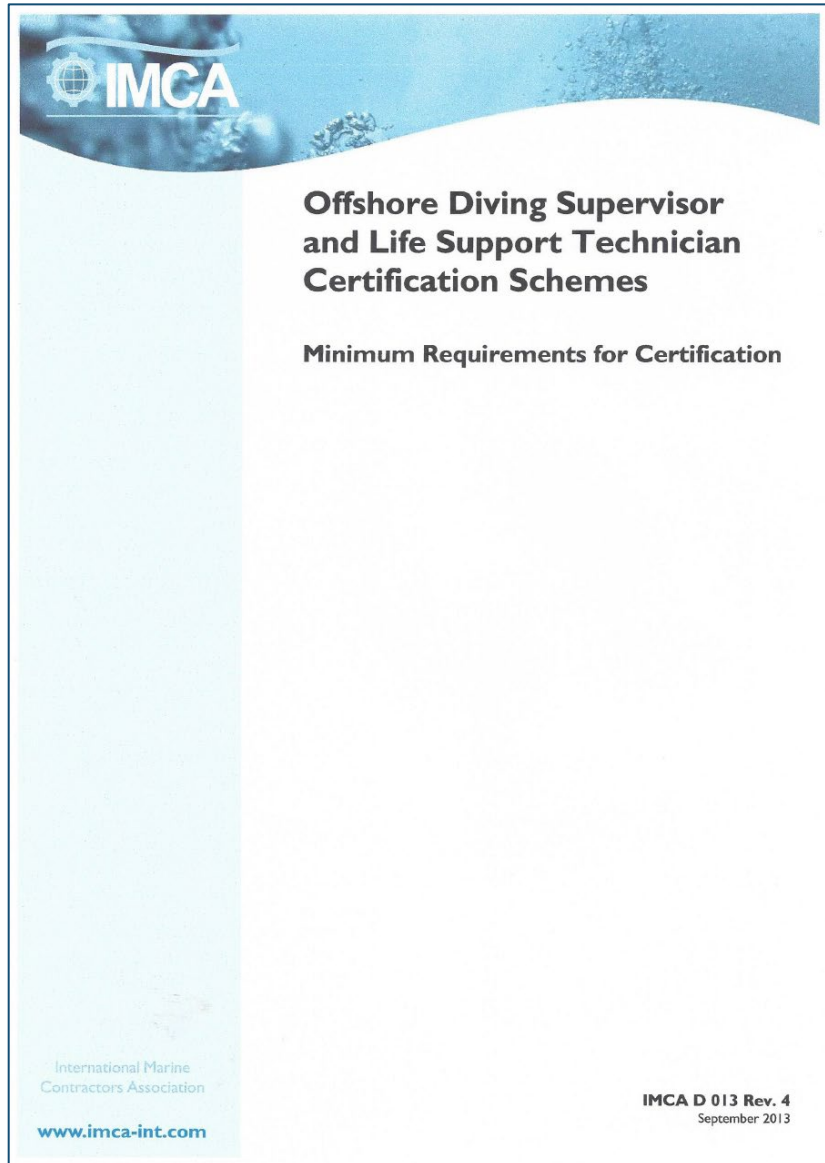 IMCA
Offshore Diving Supervisor
and Life Support Technician
Certification Schemes
Minimum Requirements for Certification
International Marine
Contractors Association
www.imca-int.com
IMCA D 013 Rev. 4
September 2013